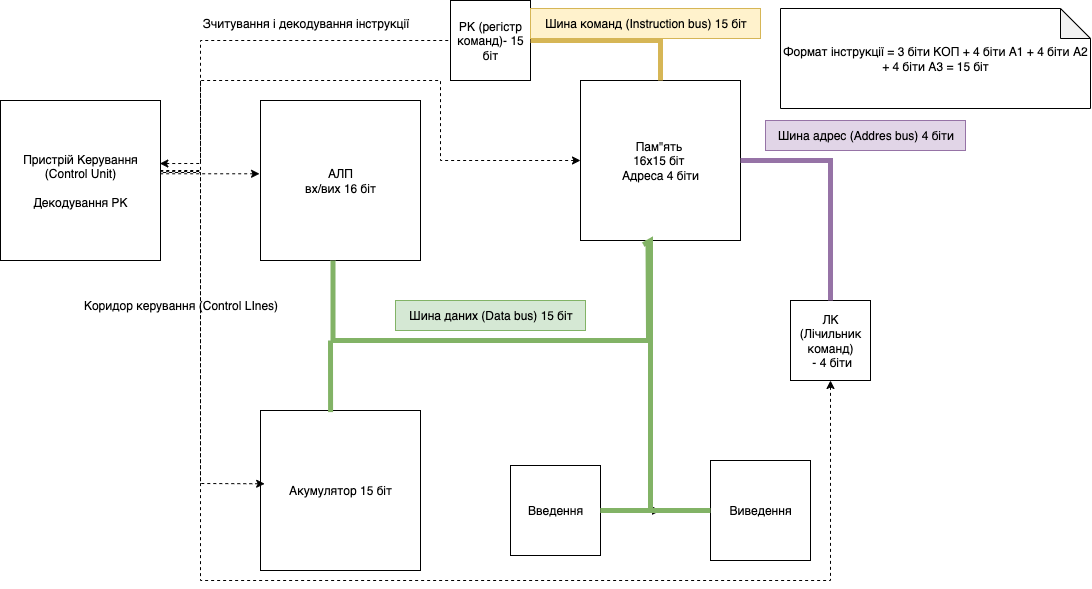 Зчитування і декодування інструкції
РК (регістр
команд)- 15
біт
Шина команд (Instruction bus) 15 біт
Формат інструкції = 3 біти КОП + 4 біти А1 + 4 біти А2
+ 4 біти А3 = 15 біт
Шина адрес (Addres bus) 4 біти
Пристрій Керування
(Control Unit)
Декодування РК
АЛП
вх/вих 16 біт
Пам"ять
16х15 біт
Адреса 4 біти
Коридор керування (Control LInes)
Шина даних (Data bus) 15 біт
ЛК
(Лічильник
команд)
- 4 біти
Акумулятор 15 біт
Введення
Виведення